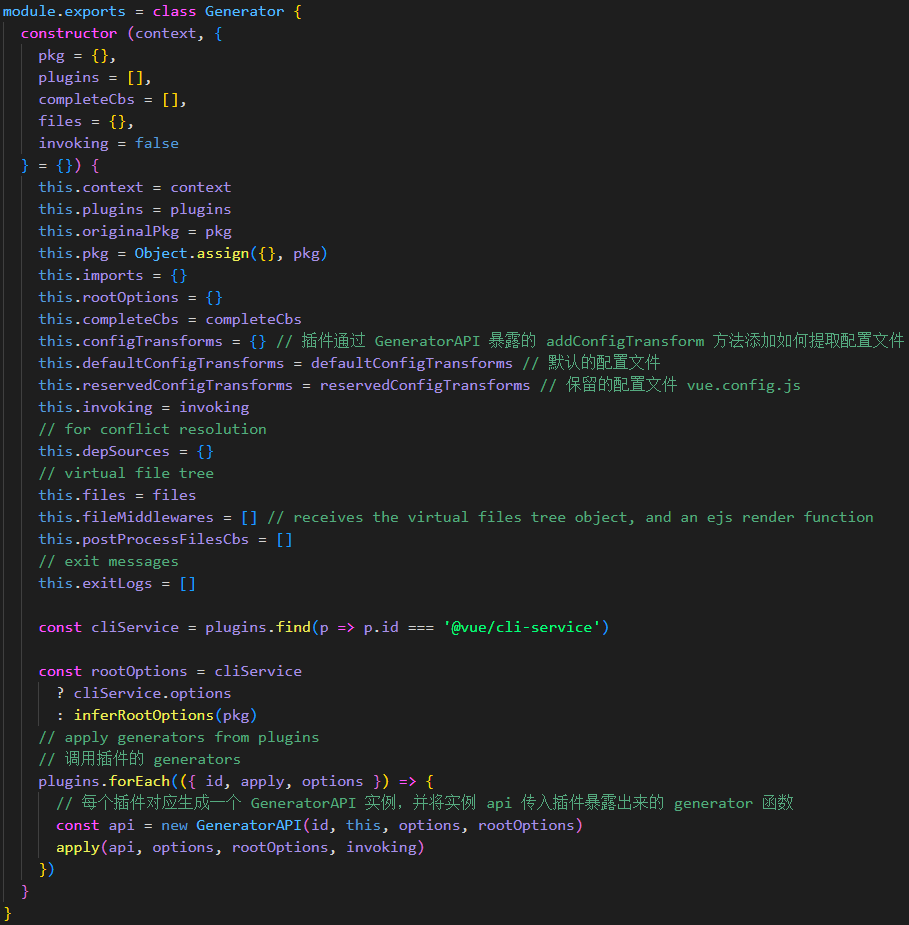 module.exports = class Generator {
  constructor (context, {
    pkg = {},
    plugins = [],
    completeCbs = [],
    files = {},
    invoking = false
  } = {}) {
    this.context = context
    this.plugins = plugins
    this.originalPkg = pkg
    this.pkg = Object.assign({}, pkg)
    this.imports = {}
    this.rootOptions = {}
    this.completeCbs = completeCbs
    this.configTransforms = {} // 插件通过 GeneratorAPI 暴露的 addConfigTransform 方法添加如何提取配置文件
    this.defaultConfigTransforms = defaultConfigTransforms // 默认的配置文件
    this.reservedConfigTransforms = reservedConfigTransforms // 保留的配置文件 vue.config.js
    this.invoking = invoking
    // for conflict resolution
    this.depSources = {}
    // virtual file tree
    this.files = files
    this.fileMiddlewares = [] // receives the virtual files tree object, and an ejs render function
    this.postProcessFilesCbs = []
    // exit messages
    this.exitLogs = []

    const cliService = plugins.find(p => p.id === '@vue/cli-service')

    const rootOptions = cliService
      ? cliService.options
      : inferRootOptions(pkg)
    // apply generators from plugins
    // 调用插件的 generators
    plugins.forEach(({ id, apply, options }) => {
      // 每个插件对应生成一个 GeneratorAPI 实例，并将实例 api 传入插件暴露出来的 generator 函数
      const api = new GeneratorAPI(id, this, options, rootOptions)
      apply(api, options, rootOptions, invoking)
    })
  }
}